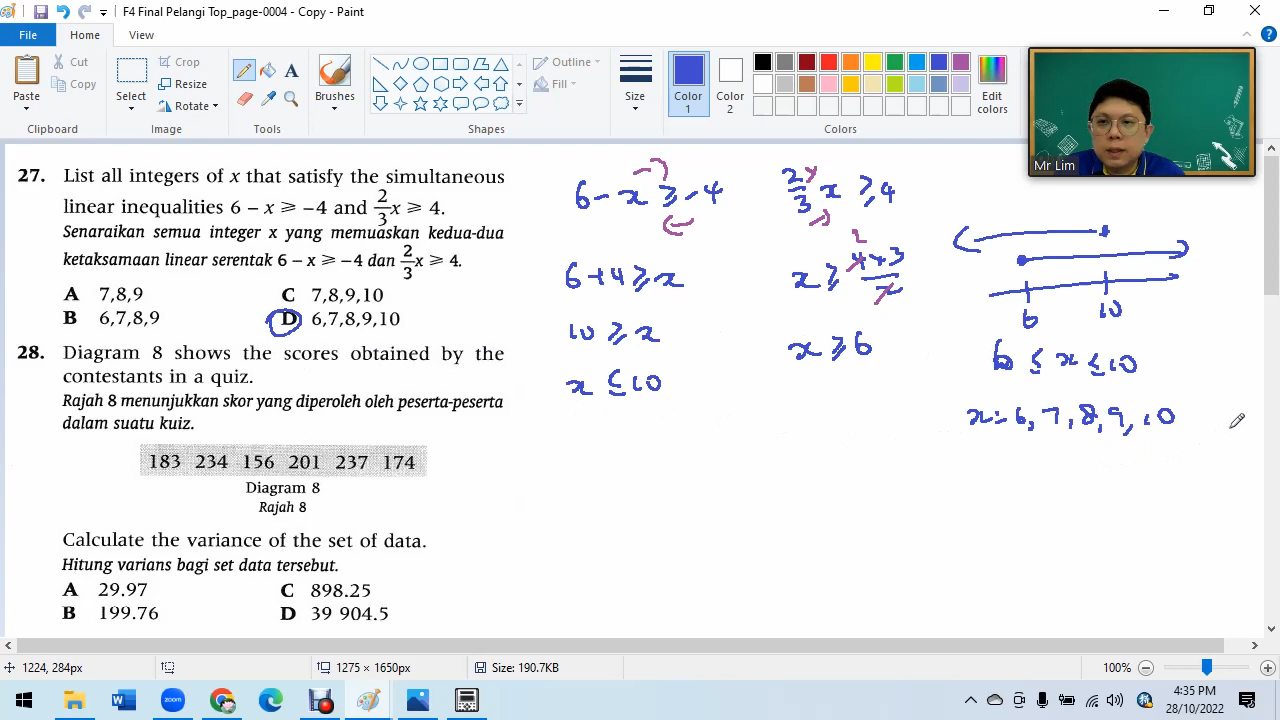 F4 Final Pelangi Top_page-0004 - Copy - Paint
File Home View
Paste
Cut
Copy
Clipboard
Select
Crop
Resize
Rotate
Image
A
Tools
Brushes
Shapes
Outline
Fill
Size
Color 1
Color 2
Colors
Edit colors
Mr Lim
27. List all integers of x that satisfy the simultaneous
linear inequalities 6 – x ⩾ –4 and 2/3x ⩾ 4.
Senaraikan semua integer x yang memuaskan kedua-dua
ketaksamaan linear serentak 6 – x ⩾ –4 dan 2/3x ⩾ 4.
A 7,8,9 C 7,8,9,10
B 6,7,8,9 D 6,7,8,9,10
28. Diagram 8 shows the scores obtained by the
contestants in a quiz.
Rajah 8 menunjukkan skor yang diperoleh oleh peserta-peserta
dalam suatu kuiz.
183 234 156 201 237 174
Diagram 8
Rajah 8
Calculate the variance of the set of data.
Hitung varians bagi set data tersebut.
A 29.97 C 898.25
B 199.76 D 39 904.5
6 – x ⩾ –4
6 + 4 ⩾ x
10 ⩾ x
x ≤ 10
2/3 x ⩾ 4
2
x ⩾ 4×3/2
x ⩾ 6
6 10
6 ≤ x ≤ 10
x = 6, 7, 8, 9, 10
1224, 284px
1275 × 1650px
Size: 190.7KB
100%
W
zoom
4:35 PM
28/10/2022